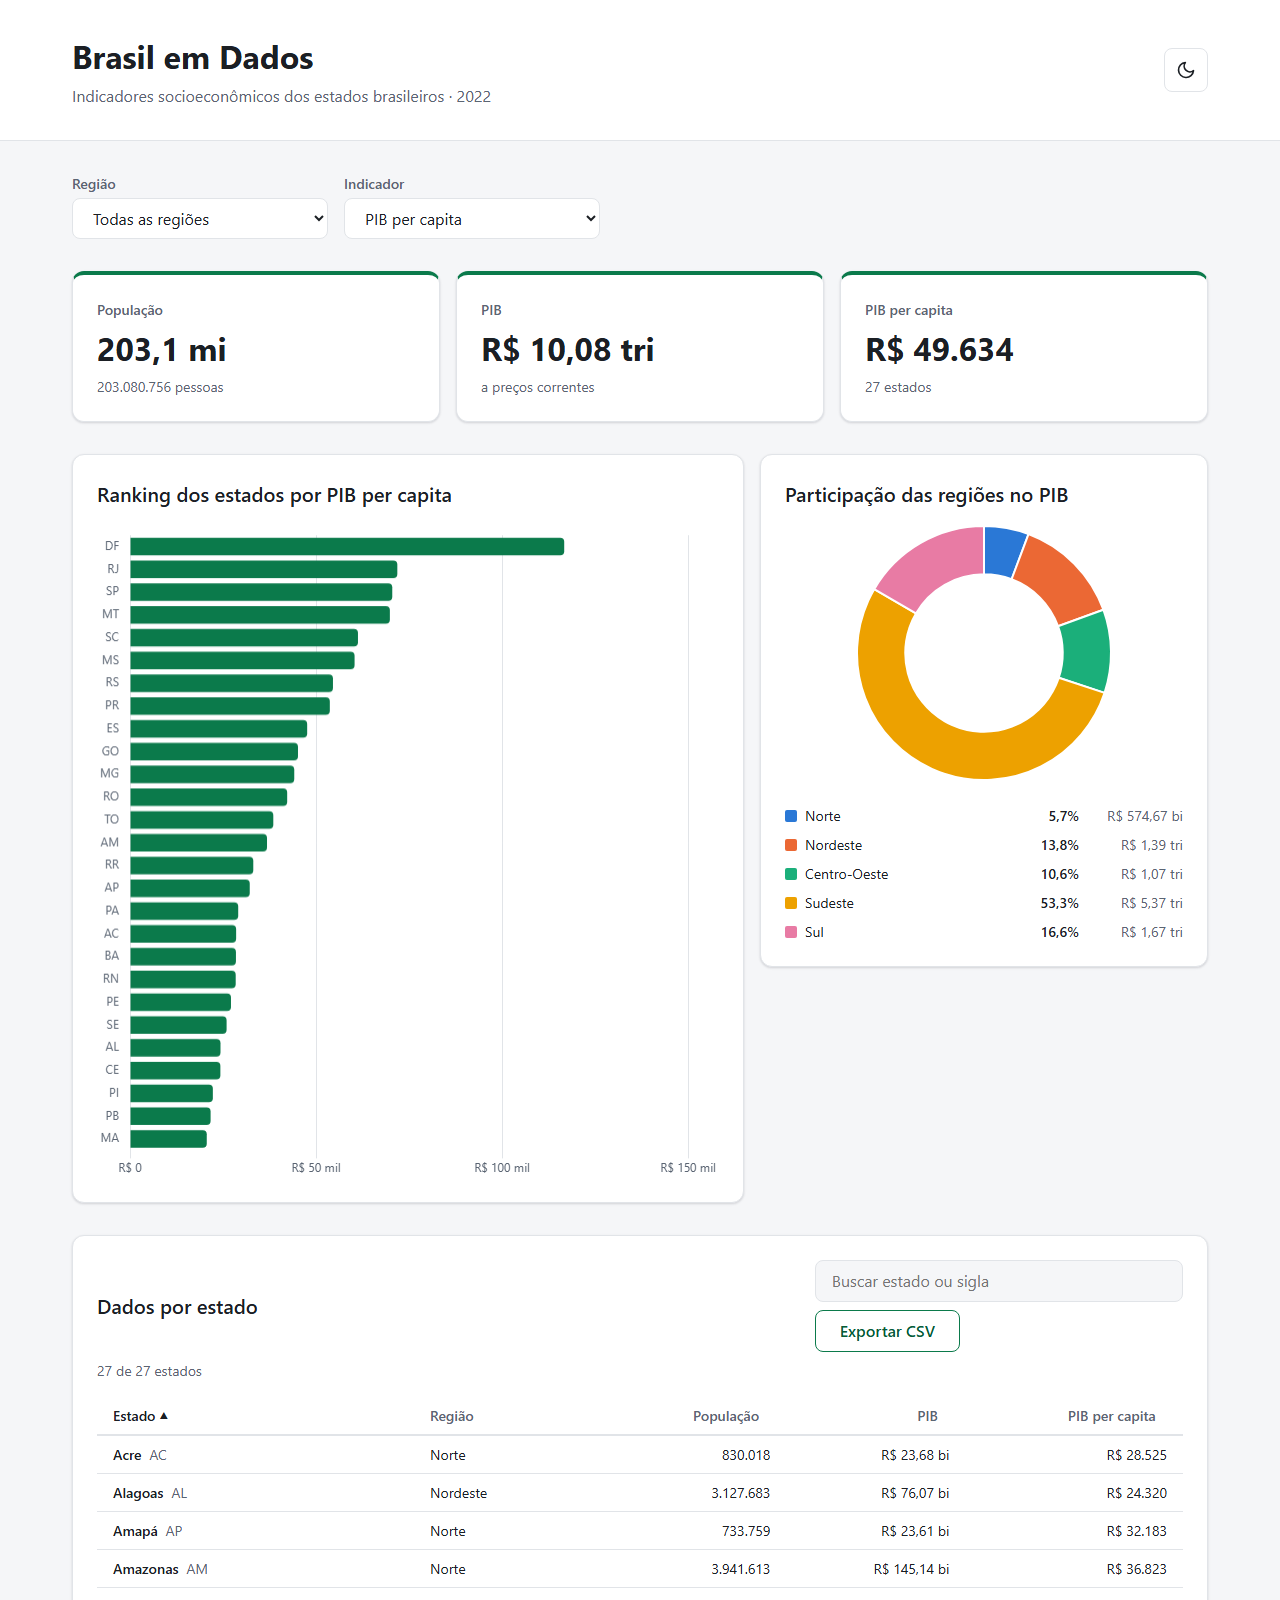 Brasil em Dados
Indicadores socioeconômicos dos estados brasileiros · 2022
Região
Indicador
Todas as regiões
PIB per capita
População
203,1 mi
203.080.756 pessoas
PIB
R$ 10,08 tri
a preços correntes
PIB per capita
R$ 49.634
27 estados
Ranking dos estados por PIB per capita
DF
RJ
SP
MT
SC
MS
RS
PR
ES
GO
MG
RO
TO
AM
RR
AP
PA
AC
BA
RN
PE
SE
AL
CE
PI
PB
MA
R$ 0 R$ 50 mil R$ 100 mil R$ 150 mil
Participação das regiões no PIB
Norte 5,7% R$ 574,67 bi
Nordeste 13,8% R$ 1,39 tri
Centro-Oeste 10,6% R$ 1,07 tri
Sudeste 53,3% R$ 5,37 tri
Sul 16,6% R$ 1,67 tri
Dados por estado
Buscar estado ou sigla
Exportar CSV
27 de 27 estados
Estado ▲ Região População PIB PIB per capita
Acre AC Norte 830.018 R$ 23,68 bi R$ 28.525
Alagoas AL Nordeste 3.127.683 R$ 76,07 bi R$ 24.320
Amapá AP Norte 733.759 R$ 23,61 bi R$ 32.183
Amazonas AM Norte 3.941.613 R$ 145,14 bi R$ 36.823